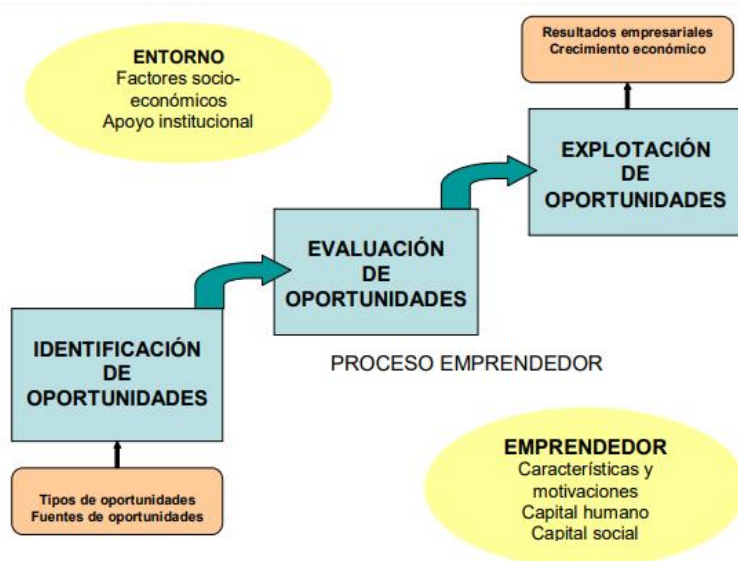 ENTORNO
Factores socio-
económicos
Apoyo institucional
Resultados empresariales
Crecimiento económico
EXPLOTACIÓN
DE
OPORTUNIDADES
EVALUACIÓN
DE
OPORTUNIDADES
IDENTIFICACIÓN
DE
OPORTUNIDADES
PROCESO EMPRENDEDOR
Tipos de oportunidades
Fuentes de oportunidades
EMPRENDEDOR
Características y
motivaciones
Capital humano
Capital social